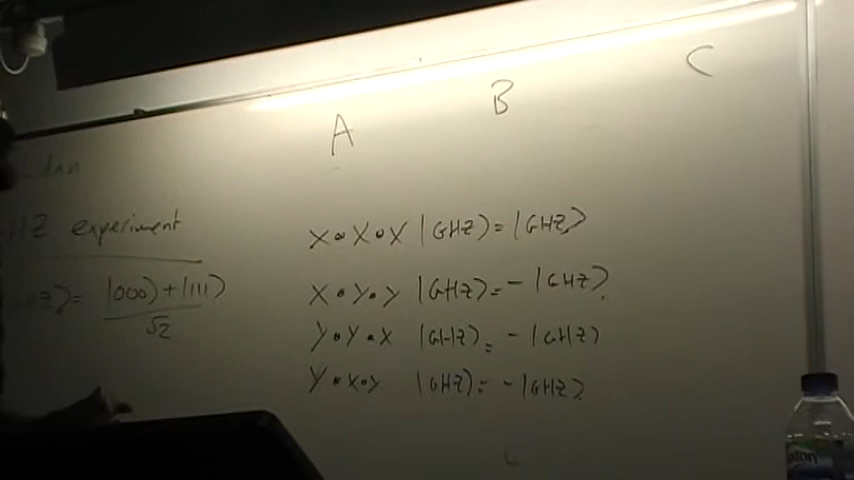 A B C
experiment
X ⊗ X ⊗ X |GHZ⟩ = |GHZ⟩
|000⟩ + |111⟩
√2
X ⊗ Y ⊗ Y |GHZ⟩ = - |GHZ⟩
Y ⊗ Y ⊗ X |GHZ⟩ = - |GHZ⟩
Y ⊗ X ⊗ Y |GHZ⟩ = - |GHZ⟩